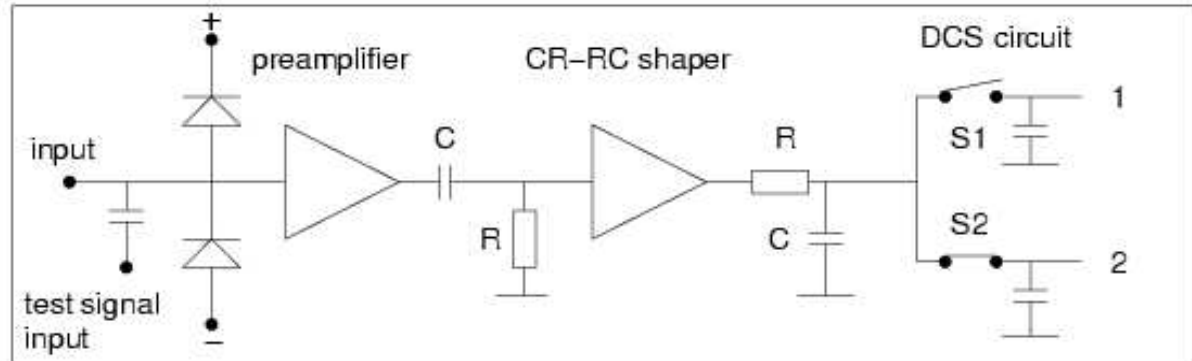 +
preamplifier
CR-RC shaper
DCS circuit
input
C
R
S1
1
R
C
S2
2
test signal
input
-